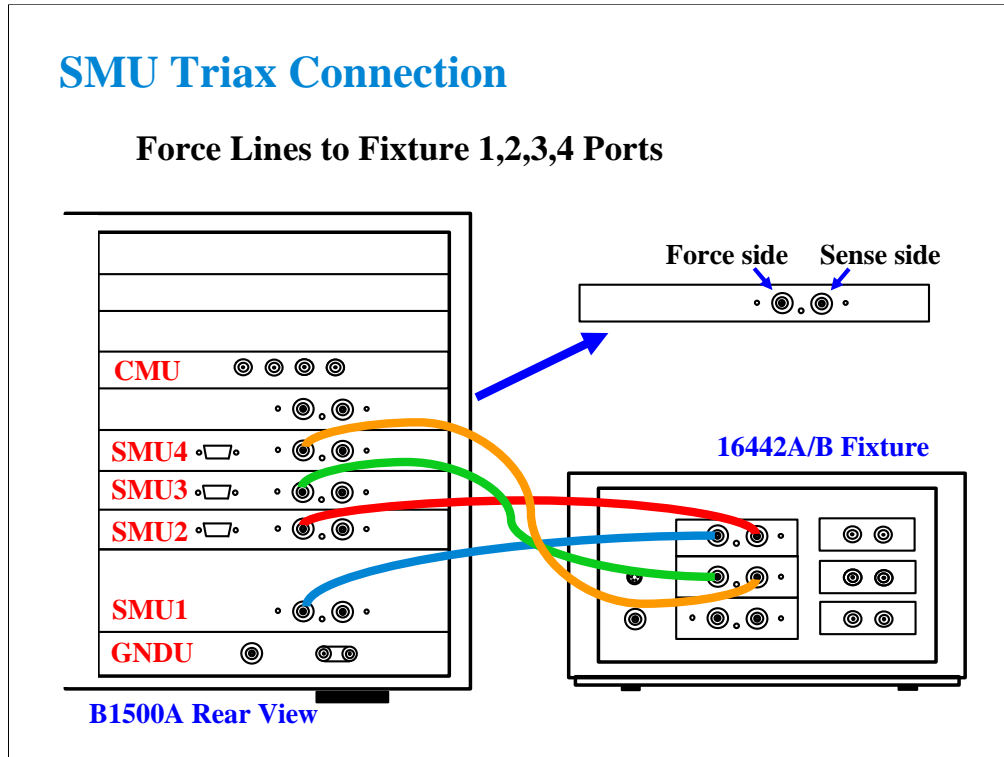 SMU Triax Connection
Force Lines to Fixture 1,2,3,4 Ports
Force side Sense side
CMU
SMU4
16442A/B Fixture
SMU3
SMU2
SMU1
GNDU
B1500A Rear View